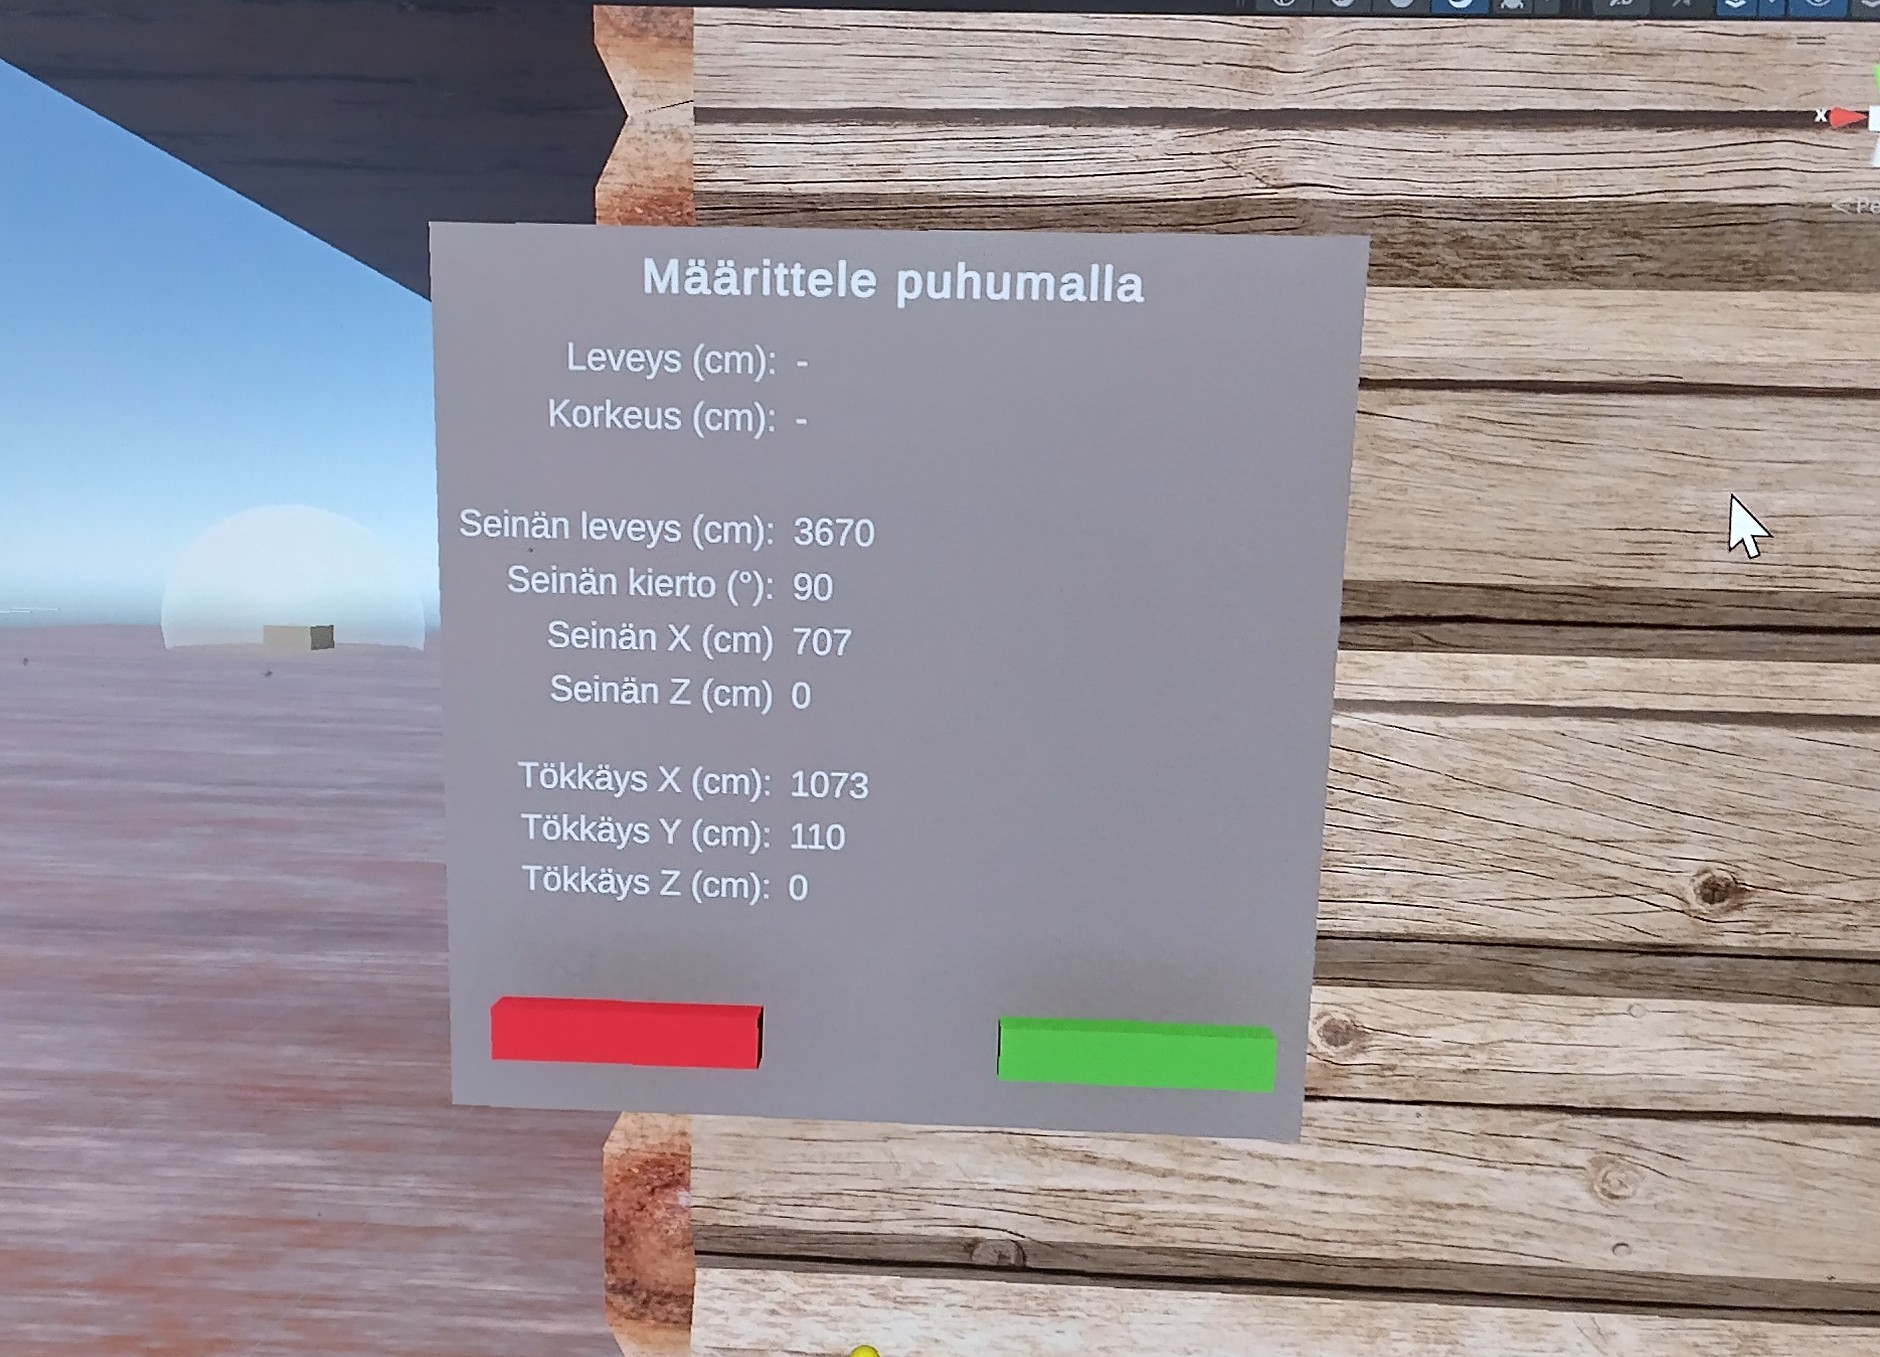 Määrittele puhumalla
Leveys (cm): -
Korkeus (cm): -
Seinän leveys (cm): 3670
Seinän kierto (°): 90
Seinän X (cm) 707
Seinän Z (cm) 0
Tökkäys X (cm): 1073
Tökkäys Y (cm): 110
Tökkäys Z (cm): 0
x